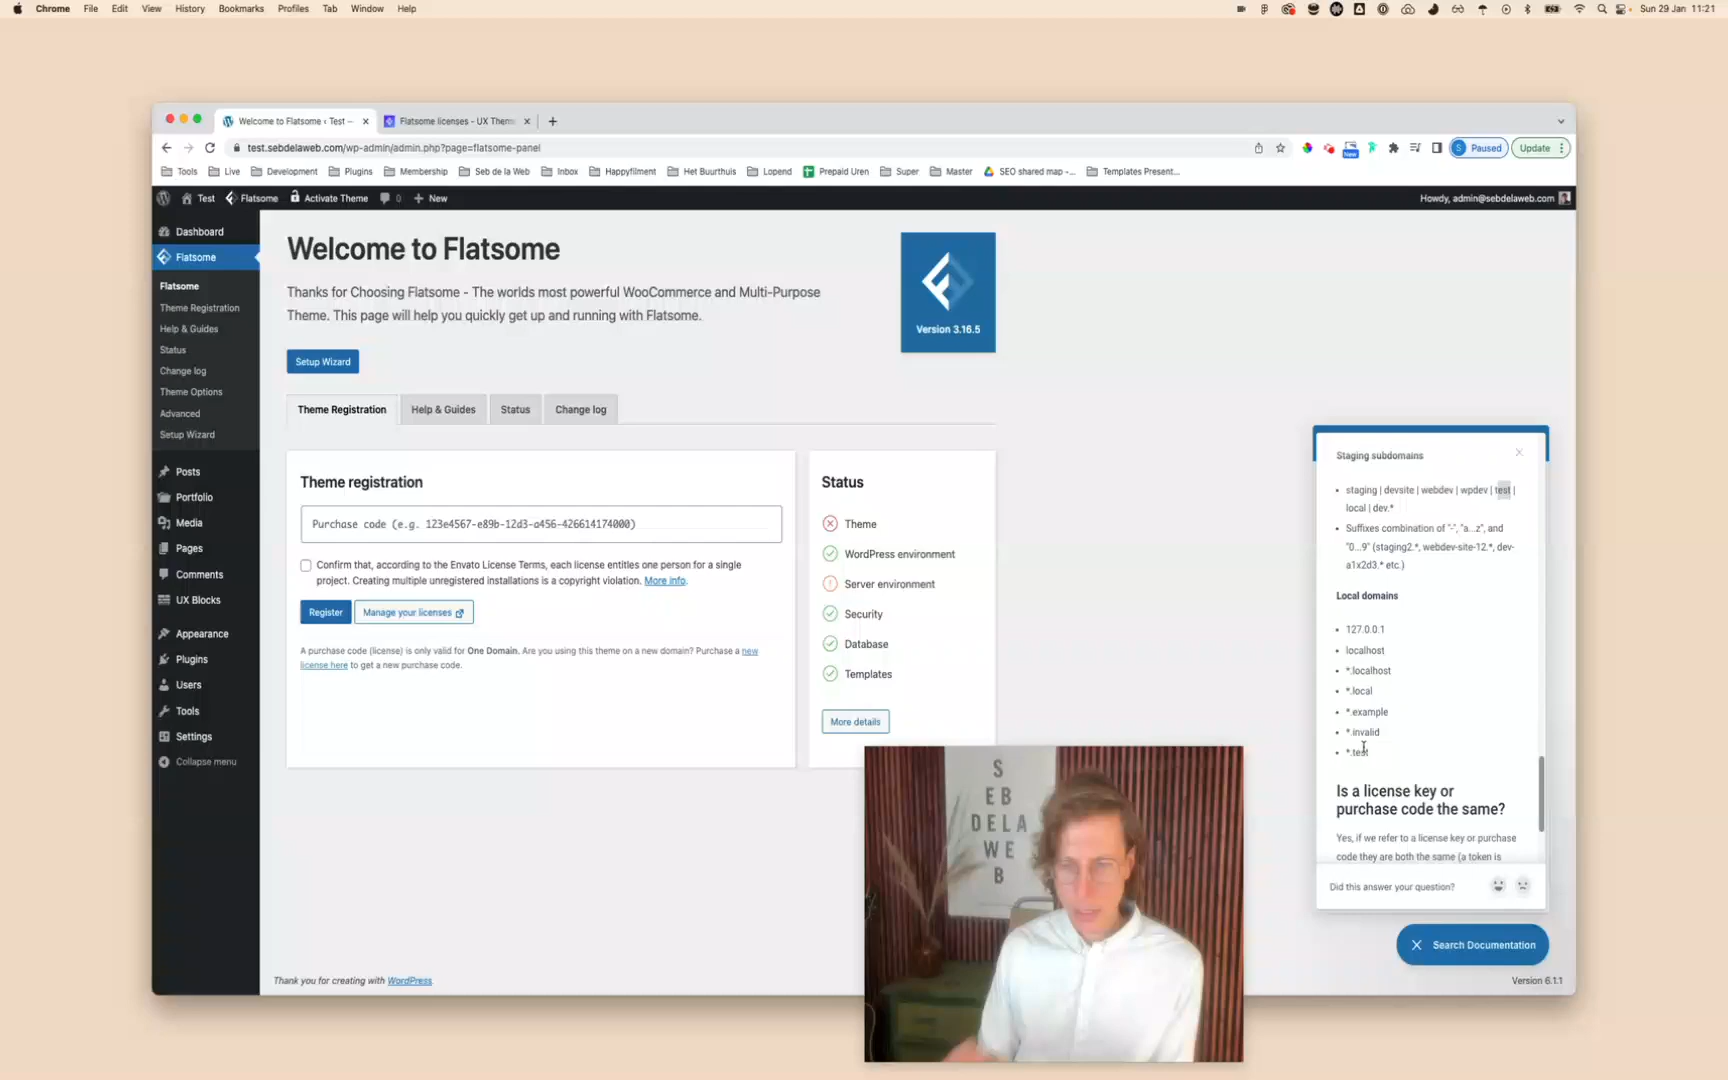 Chrome File Edit View History Bookmarks Profiles Tab Window Help
Sun 29 Jan 11:21
Welcome to Flatsome ‹ Test —
Flatsome licenses - UX Them
test.sebdelaweb.com/wp-admin/admin.php?page=flatsome-panel
New
S Paused
Update
Tools Live Development Plugins Membership Seb de la Web Inbox Happyfilment Het Buurthuis Lopend Prepaid Uren Super Master SEO shared map -... Templates Present...
Test Flatsome Activate Theme 0 New
Howdy, admin@sebdelaweb.com
Dashboard
Flatsome
Flatsome
Theme Registration
Help & Guides
Status
Change log
Theme Options
Advanced
Setup Wizard
Posts
Portfolio
Media
Pages
Comments
UX Blocks
Appearance
Plugins
Users
Tools
Settings
Collapse menu
Welcome to Flatsome
Thanks for Choosing Flatsome - The worlds most powerful WooCommerce and Multi-Purpose
Theme. This page will help you quickly get up and running with Flatsome.
Version 3.16.5
Setup Wizard
Theme Registration Help & Guides Status Change log
Theme registration
Purchase code (e.g. 123e4567-e89b-12d3-a456-426614174000)
Confirm that, according to the Envato License Terms, each license entitles one person for a single
project. Creating multiple unregistered installations is a copyright violation. More info.
Register
Manage your licenses
A purchase code (license) is only valid for One Domain. Are you using this theme on a new domain? Purchase a new
license here to get a new purchase code.
Status
Theme
WordPress environment
Server environment
Security
Database
Templates
More details
Staging subdomains
staging | devsite | webdev | wpdev | test |
local | dev.*
Suffixes combination of "-", "a...z", and
"0...9" (staging2.*, webdev-site-12.*, dev-
a1x2d3.* etc.)
Local domains
127.0.0.1
localhost
*.localhost
*.local
*.example
*.invalid
*.test
Is a license key or
purchase code the same?
Yes, if we refer to a license key or purchase
code they are both the same (a token is
Did this answer your question?
Search Documentation
Thank you for creating with WordPress.
Version 6.1.1
S
EB
DELA
WE
B